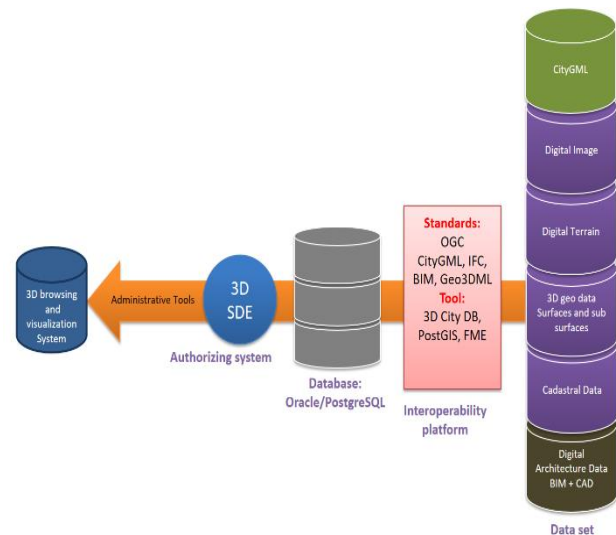 3D browsing
and
visualization
System
Administrative Tools
3D
SDE
Authorizing system
Database:
Oracle/PostgreSQL
Standards:
OGC
CityGML, IFC,
BIM, Geo3DML
Tool:
3D City DB,
PostGIS, FME
Interoperability
platform
CityGML
Digital Image
Digital Terrain
3D geo data
Surfaces and sub
surfaces
Cadastral Data
Digital
Architecture Data
BIM + CAD
Data set